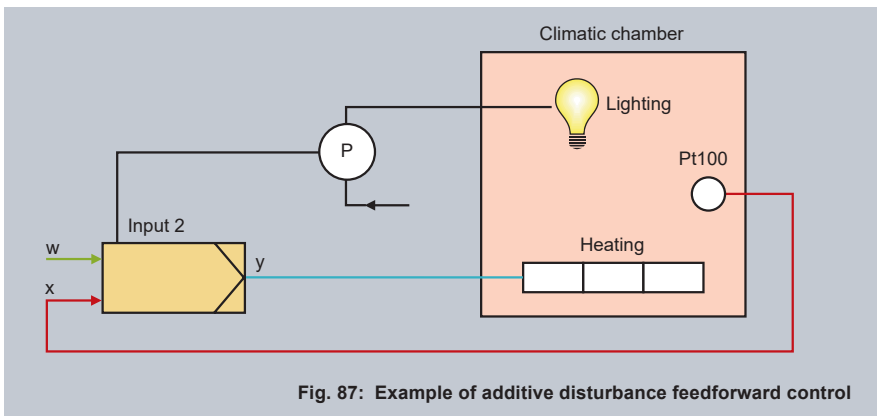 Climatic chamber
Lighting
P
Pt100
Input 2
Heating
w
y
x
Fig. 87: Example of additive disturbance feedforward control